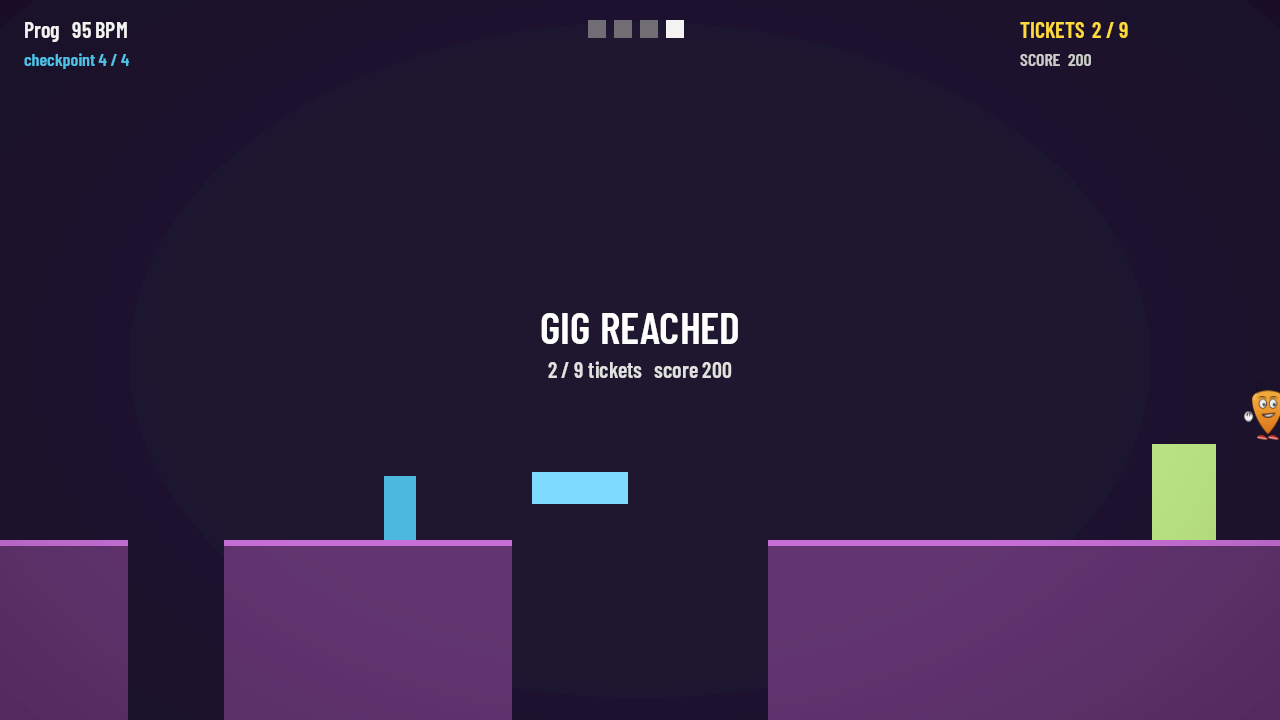 Prog 95 BPM
checkpoint 4 / 4
TICKETS 2 / 9
SCORE 200
GIG REACHED
2 / 9 tickets score 200